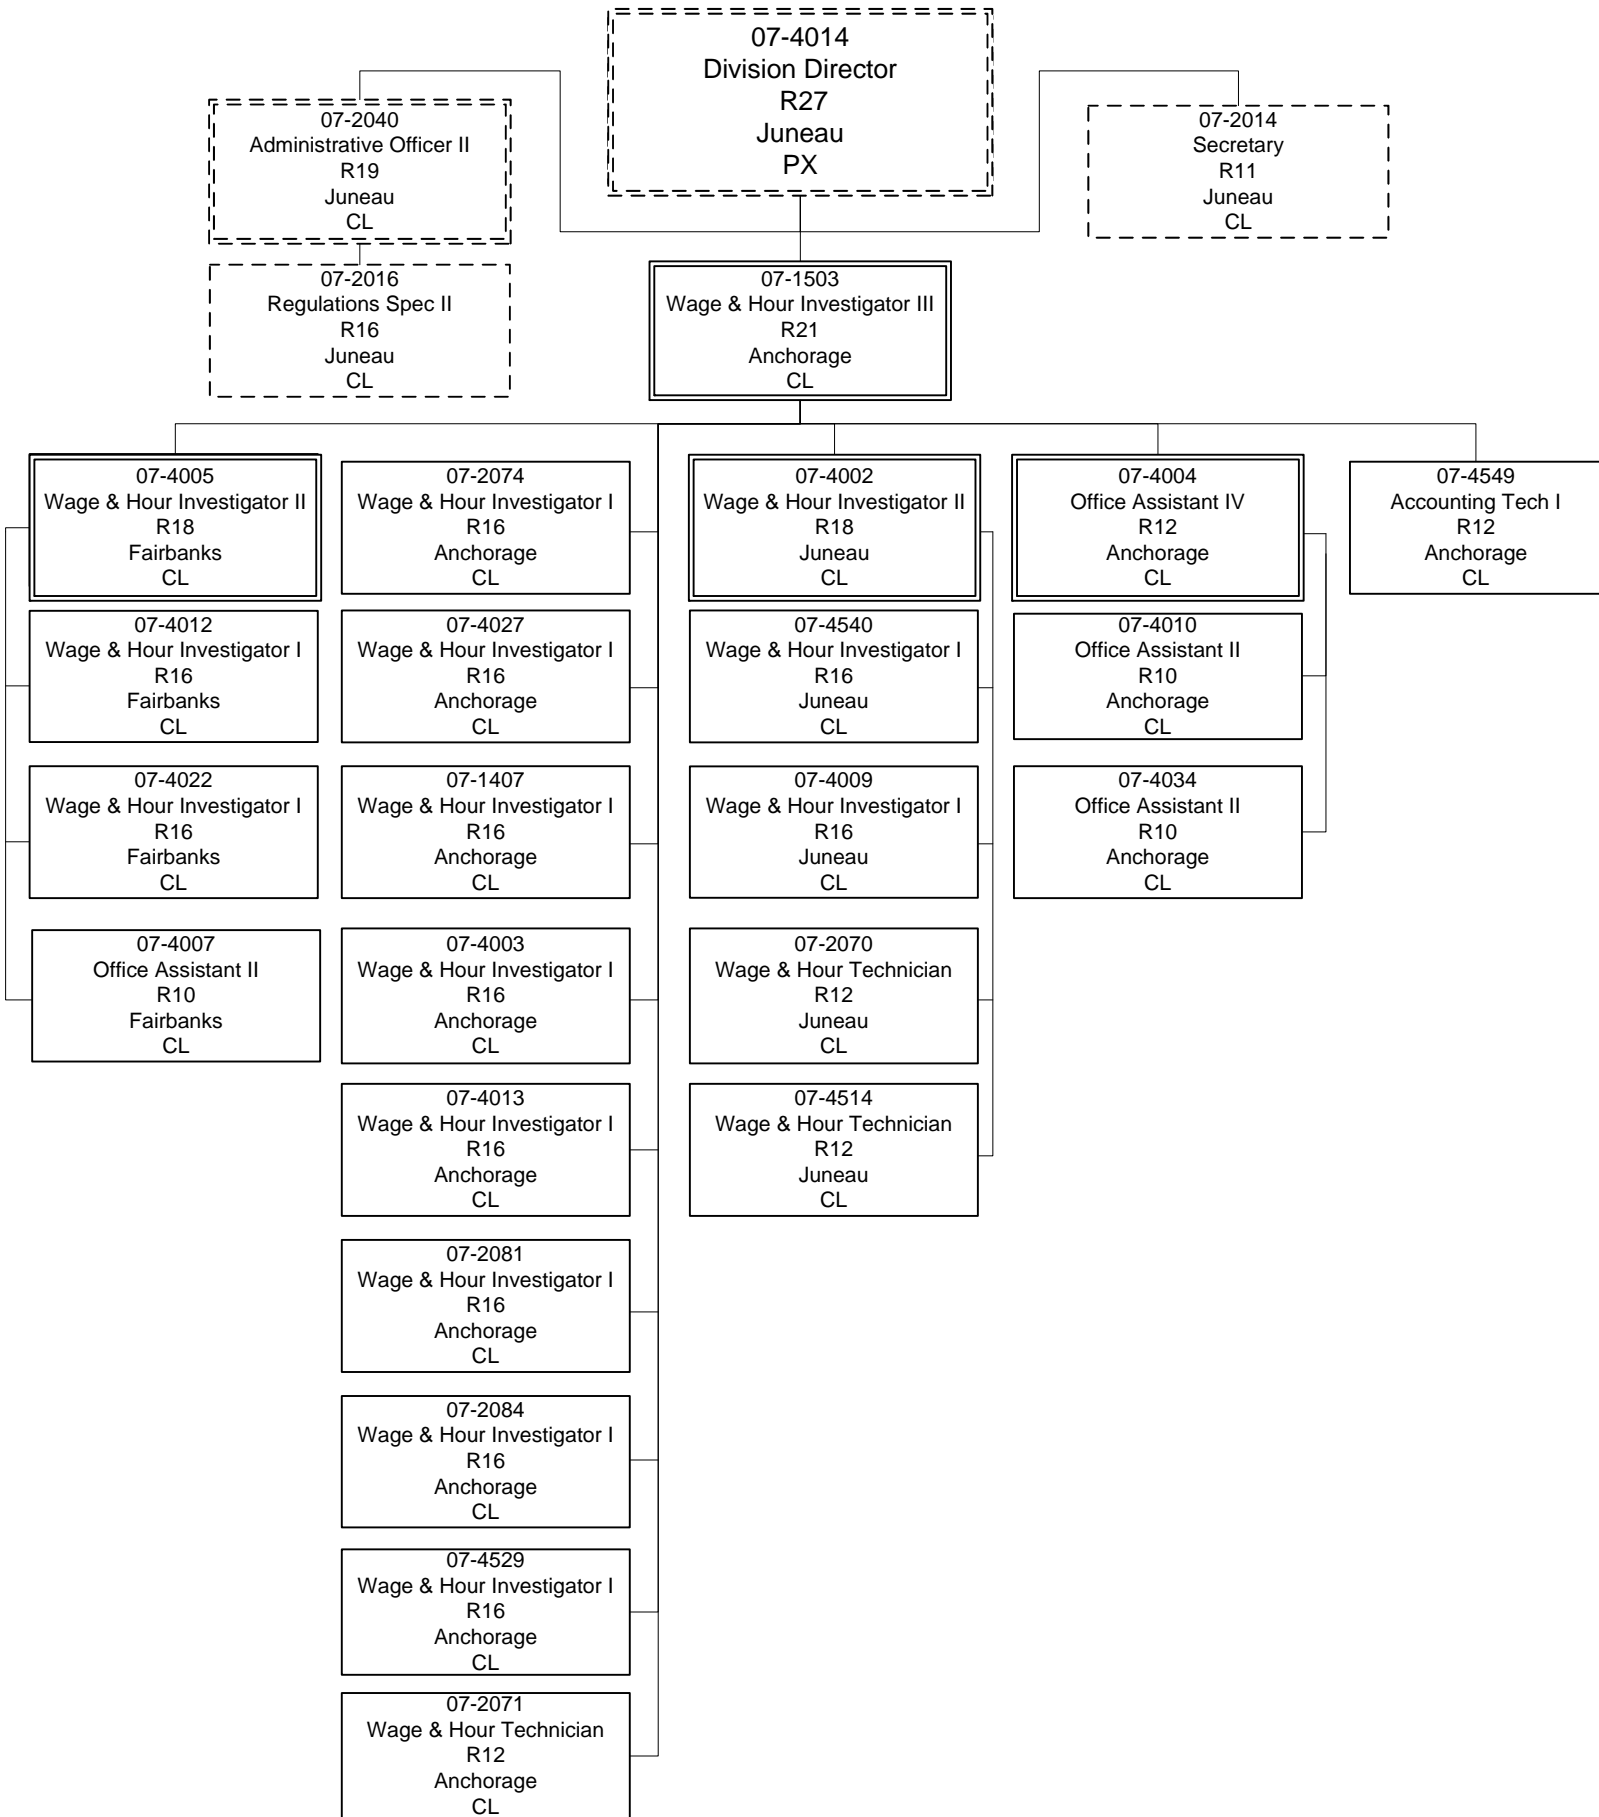 07-4014
Division Director
R27
Juneau
PX
07-2040
Administrative Officer II
R19
Juneau
CL
07-2014
Secretary
R11
Juneau
CL
07-2016
Regulations Spec II
R16
Juneau
CL
07-1503
Wage & Hour Investigator III
R21
Anchorage
CL
07-4005
Wage & Hour Investigator II
R18
Fairbanks
CL
07-4012
Wage & Hour Investigator I
R16
Fairbanks
CL
07-4022
Wage & Hour Investigator I
R16
Fairbanks
CL
07-4007
Office Assistant II
R10
Fairbanks
CL
07-2074
Wage & Hour Investigator I
R16
Anchorage
CL
07-4027
Wage & Hour Investigator I
R16
Anchorage
CL
07-1407
Wage & Hour Investigator I
R16
Anchorage
CL
07-4003
Wage & Hour Investigator I
R16
Anchorage
CL
07-4013
Wage & Hour Investigator I
R16
Anchorage
CL
07-2081
Wage & Hour Investigator I
R16
Anchorage
CL
07-2084
Wage & Hour Investigator I
R16
Anchorage
CL
07-4529
Wage & Hour Investigator I
R16
Anchorage
CL
07-2071
Wage & Hour Technician
R12
Anchorage
CL
07-4002
Wage & Hour Investigator II
R18
Juneau
CL
07-4540
Wage & Hour Investigator I
R16
Juneau
CL
07-4009
Wage & Hour Investigator I
R16
Juneau
CL
07-2070
Wage & Hour Technician
R12
Juneau
CL
07-4514
Wage & Hour Technician
R12
Juneau
CL
07-4004
Office Assistant IV
R12
Anchorage
CL
07-4010
Office Assistant II
R10
Anchorage
CL
07-4034
Office Assistant II
R10
Anchorage
CL
07-4549
Accounting Tech I
R12
Anchorage
CL